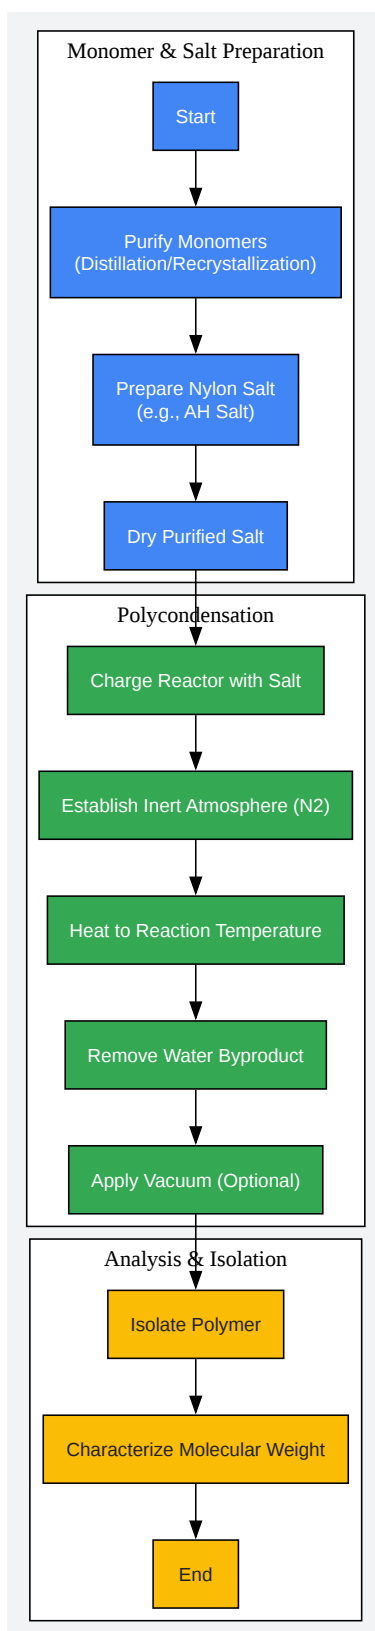 Monomer & Salt Preparation
Start
Purify Monomers
(Distillation/Recrystallization)
Prepare Nylon Salt
(e.g., AH Salt)
Dry Purified Salt
Polycondensation
Charge Reactor with Salt
Establish Inert Atmosphere (N2)
Heat to Reaction Temperature
Remove Water Byproduct
Apply Vacuum (Optional)
Analysis & Isolation
Isolate Polymer
Characterize Molecular Weight
End